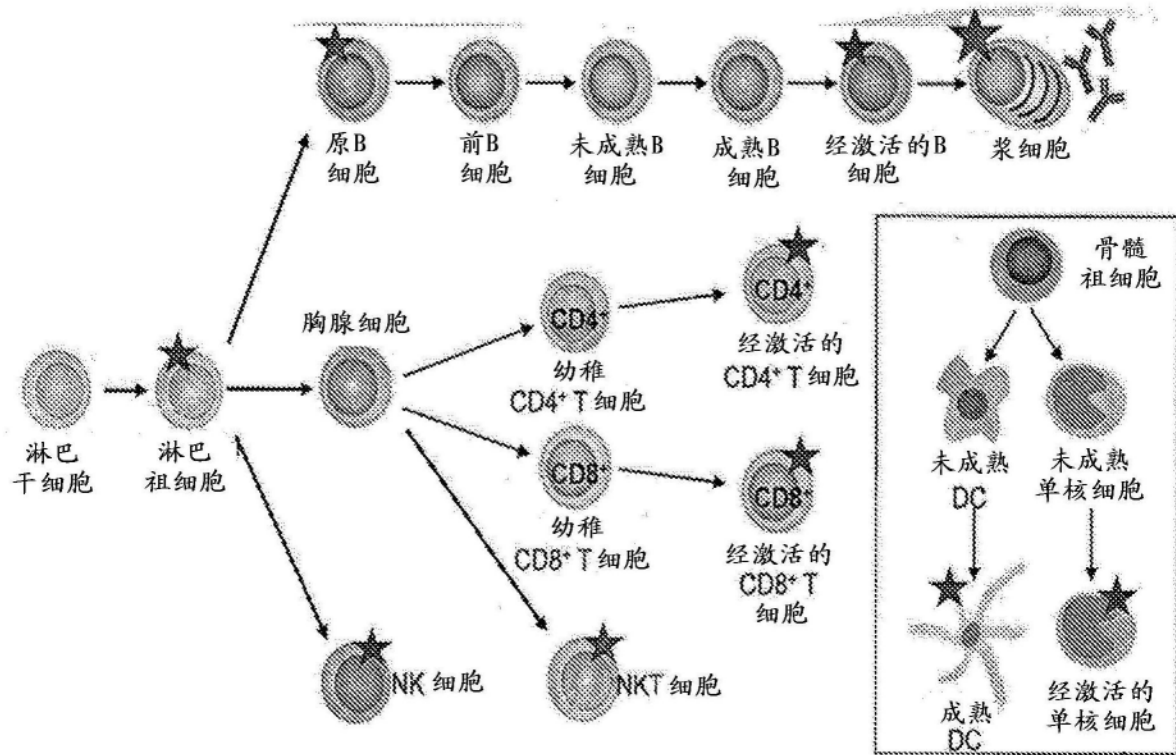 原B
细胞
前B
细胞
未成熟B
细胞
成熟B
细胞
经激活的B
细胞
浆细胞
骨髓
祖细胞
胸腺细胞
CD4⁺
幼稚
CD4⁺ T 细胞
CD4⁺
经激活的
CD4⁺ T 细胞
淋巴
干细胞
淋巴
祖细胞
CD8⁺
幼稚
CD8⁺ T 细胞
CD8⁺
经激活的
CD8⁺ T
细胞
未成熟
DC
未成熟
单核细胞
NK 细胞
NKT 细胞
成熟
DC
经激活的
单核细胞